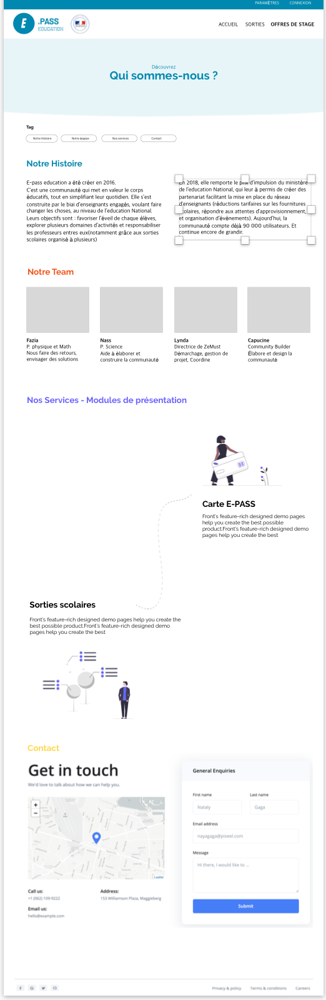 PARAMÈTRES CONNEXION
E e.PASS
EDUCATION
ACCUEIL SORTIES OFFRES DE STAGE
Découvrez
Qui sommes-nous ?
Tag
Notre Histoire Notre équipe Nos services Contact
Notre Histoire
E-pass education a été créer en 2016.
C'est une communauté qui met en valeur le corps
éducatifs, tout en simplifiant leur quotidien. Elle s'est
construite par le biai d'enseignants engagés, voulant faire
changer les choses, au niveau de l'education National.
Leurs objectifs sont : favoriser l'éveil de chaque élèves,
explorer plusieurs domaines d'activités et responsabiliser
les professeurs entres eux(notamment grâce aux sorties
scolaires organisé à plusieurs)
En 2018, elle remporte le prix d'impulsion du ministère
de l'education National, qui leur à permis de créer des
partenariat facilitant la mise en place du réseau
d'enseignants (réductions tarifaires sur les fournitures
scolaires, répondre aux attentes d'approvisionnement,
et organisation d'événements). Aujourd'hui, la
communauté compte déjà 90 000 utilisateurs. Et
continue encore de grandir.
Notre Team
Fazia
P. physique et Math
Nous faire des retours,
envisager des solutions
Nass
P. Science
Aide à élaborer et
construire la communauté
Lynda
Directrice de ZeMust
Démarchage, gestion de
projet, Coordine
Capucine
Community Builder
Élabore et design la
communauté
Nos Services - Modules de présentation
Carte E-PASS
Front's feature-rich designed demo pages
help you create the best possible
product.Front's feature-rich designed demo
pages help you create the best
Sorties scolaires
Front's feature-rich designed demo pages help you create the
best possible product.Front's feature-rich designed demo
pages help you create the best
Contact
Get in touch
We'd love to talk about how we can help you.
+
−
Leaflet
Call us:
+1 (062) 109-9222
Address:
153 Williamson Plaza, Maggieberg
Email us:
hello@example.com
General Enquiries
First name Last name
Nataly Gaga
Email address
nayagaga@pixeel.com
Message
Hi there, I would like to ...
Submit
Privacy & policy Terms & conditions Careers